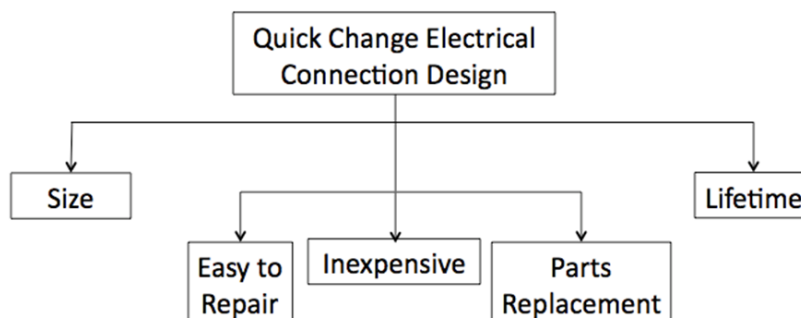 Quick Change Electrical
Connection Design
Size
Lifetime
Easy to
Repair
Inexpensive
Parts
Replacement